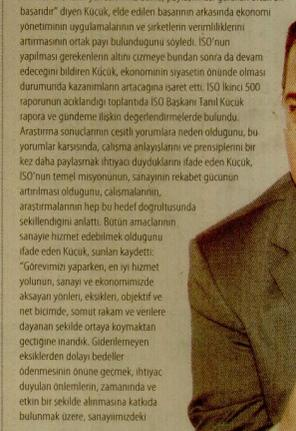 başarıdır" diyen Küçük, elde edilen başarının arkasında ekonomi
yönetiminin uygulamalarının ve şirketlerin verimliliklerini
artırmasının ortak payı bulunduğunu söyledi. İSO'nun
yapılması gerekenlerin altını çizmeye bundan sonra da devam
edeceğini bildiren Küçük, ekonominin siyasetin önünde olması
durumunda kazanımların artacağına işaret etti. İSO İkinci 500
raporunun açıklandığı toplantıda İSO Başkanı Tanıl Küçük
rapora ve gündeme ilişkin değerlendirmelerde bulundu.
Araştırma sonuçlarının çeşitli yorumlara neden olduğunu, bu
yorumlar karşısında, çalışma anlayışlarını ve prensiplerini bir
kez daha paylaşmak ihtiyacı duyduklarını ifade eden Küçük,
İSO'nun temel misyonunun, sanayinin rekabet gücünün
artırılması olduğunu, çalışmalarının,
araştırmalarının hep bu hedef doğrultusunda
şekillendiğini anlattı. Bütün amaçlarının
sanayie hizmet edebilmek olduğunu
ifade eden Küçük, şunları kaydetti:
"Görevimizi yaparken, en iyi hizmet
yolunun, sanayi ve ekonomimizde
aksayan yönleri, eksikleri, objektif ve
net biçimde, somut rakam ve verilere
dayanan şekilde ortaya koymaktan
geçtiğine inandık. Giderilemeyen
eksiklerden dolayı bedeller
ödenmesinin önüne geçmek, ihtiyaç
duyulan önlemlerin, zamanında ve
etkin bir şekilde alınmasına katkıda
bulunmak üzere, sanayimizdeki